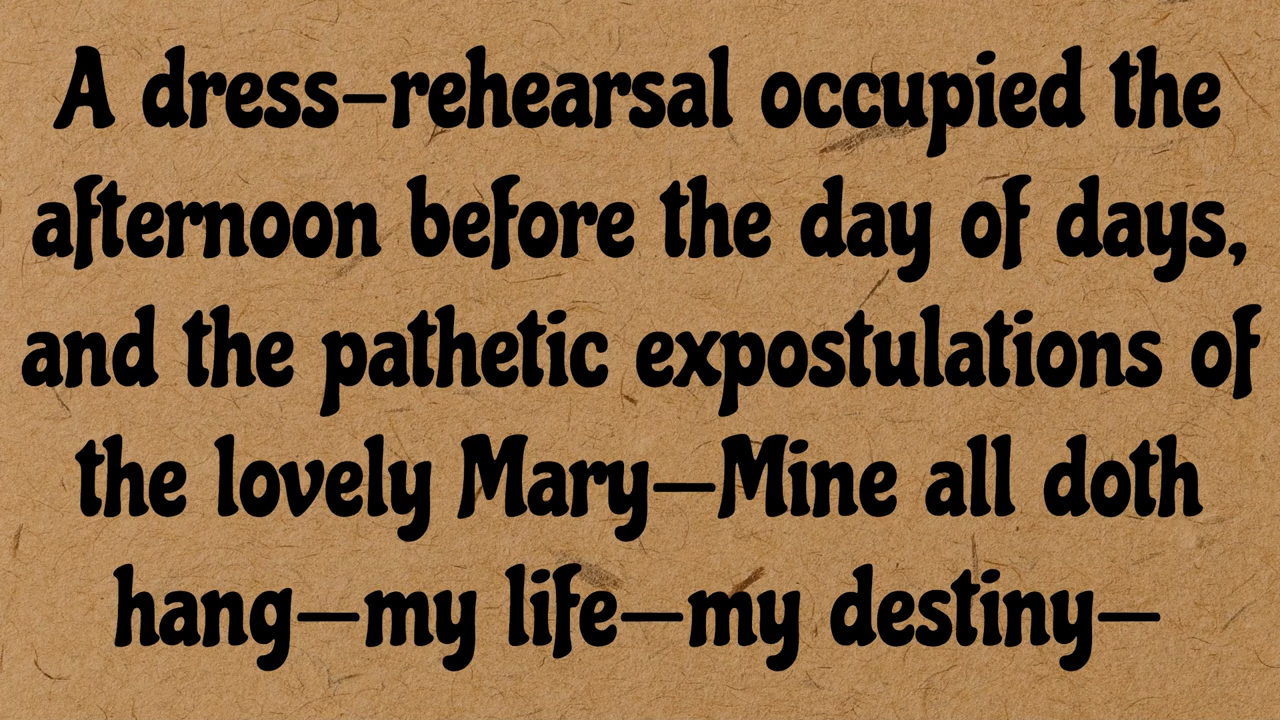 A dress-rehearsal occupied the
afternoon before the day of days,
and the pathetic expostulations of
the lovely Mary—Mine all doth
hang—my life—my destiny—